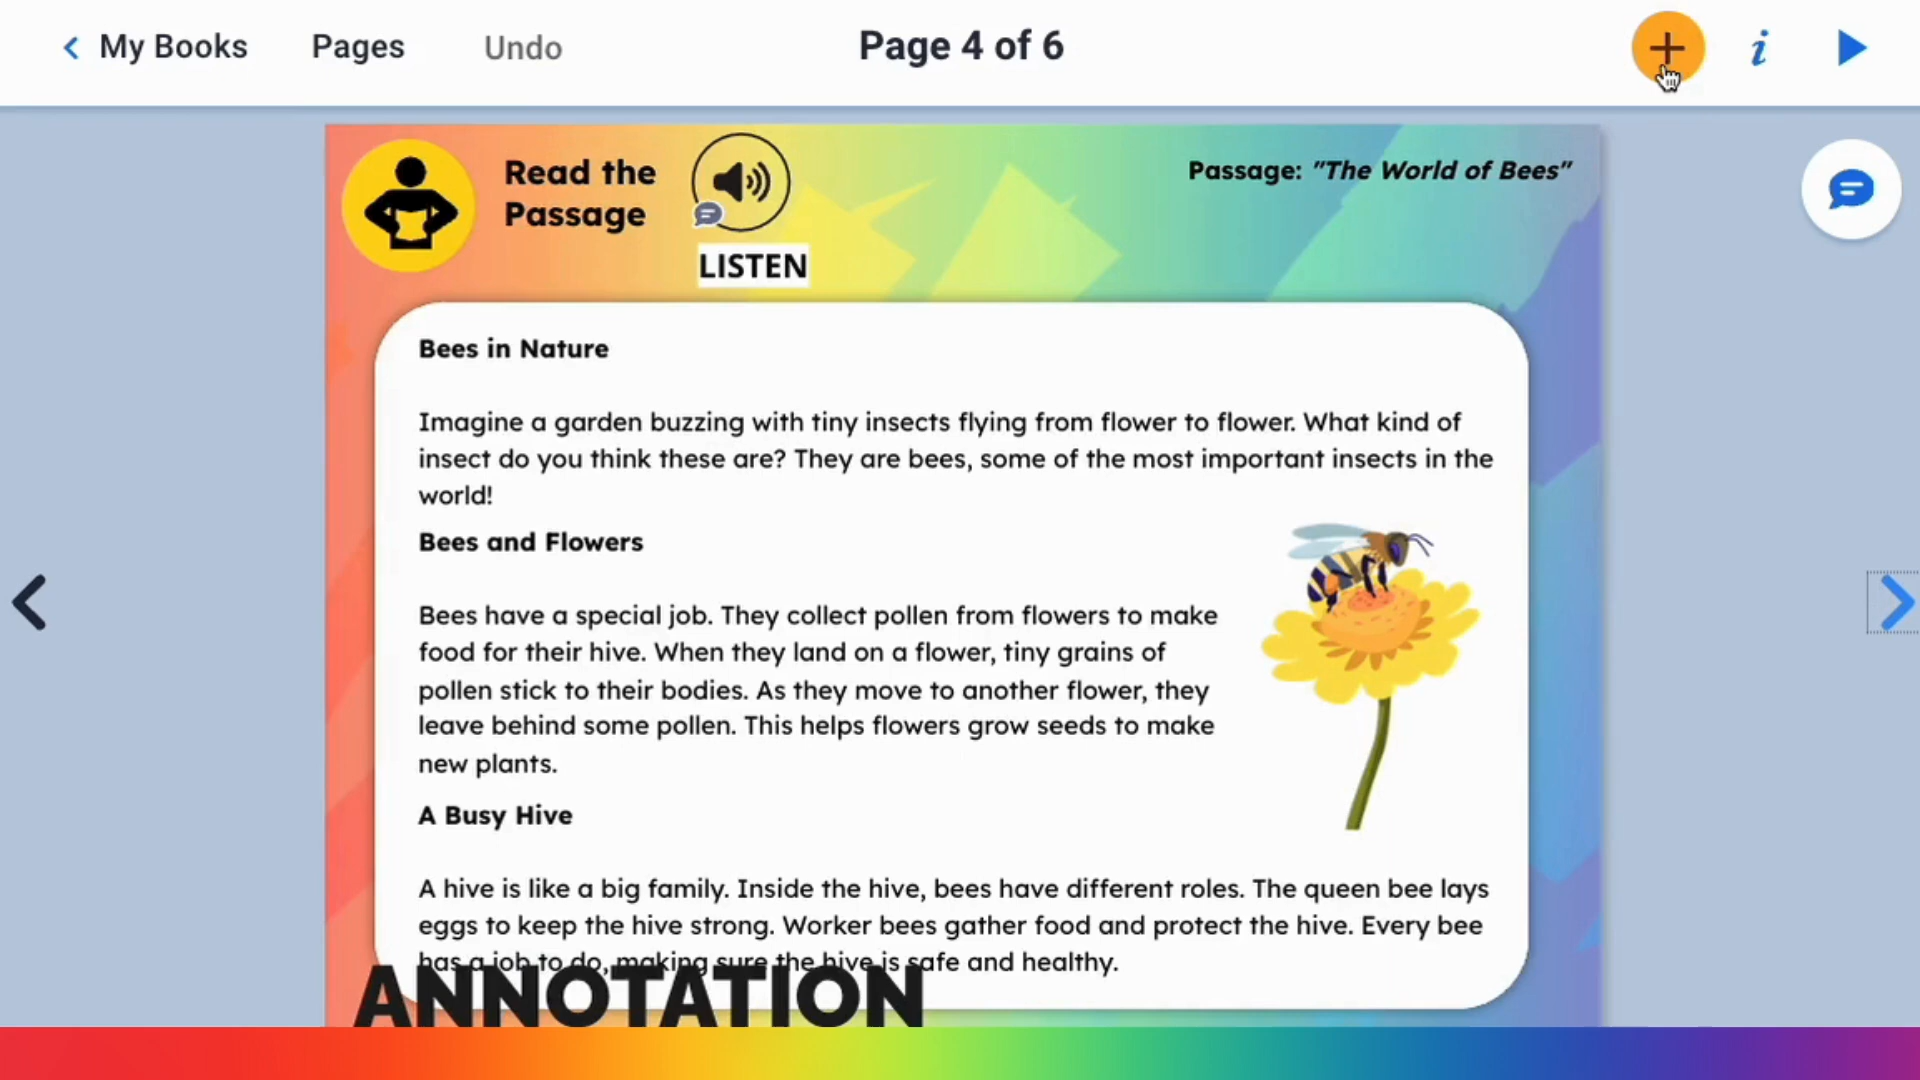 My Books Pages Undo Page 4 of 6 i
Read the
Passage
LISTEN
Passage: "The World of Bees"
Bees in Nature
Imagine a garden buzzing with tiny insects flying from flower to flower. What kind of
insect do you think these are? They are bees, some of the most important insects in the
world!
Bees and Flowers
Bees have a special job. They collect pollen from flowers to make
food for their hive. When they land on a flower, tiny grains of
pollen stick to their bodies. As they move to another flower, they
leave behind some pollen. This helps flowers grow seeds to make
new plants.
A Busy Hive
A hive is like a big family. Inside the hive, bees have different roles. The queen bee lays
eggs to keep the hive strong. Worker bees gather food and protect the hive. Every bee
has a job to do, making sure the hive is safe and healthy.
ANNOTATION